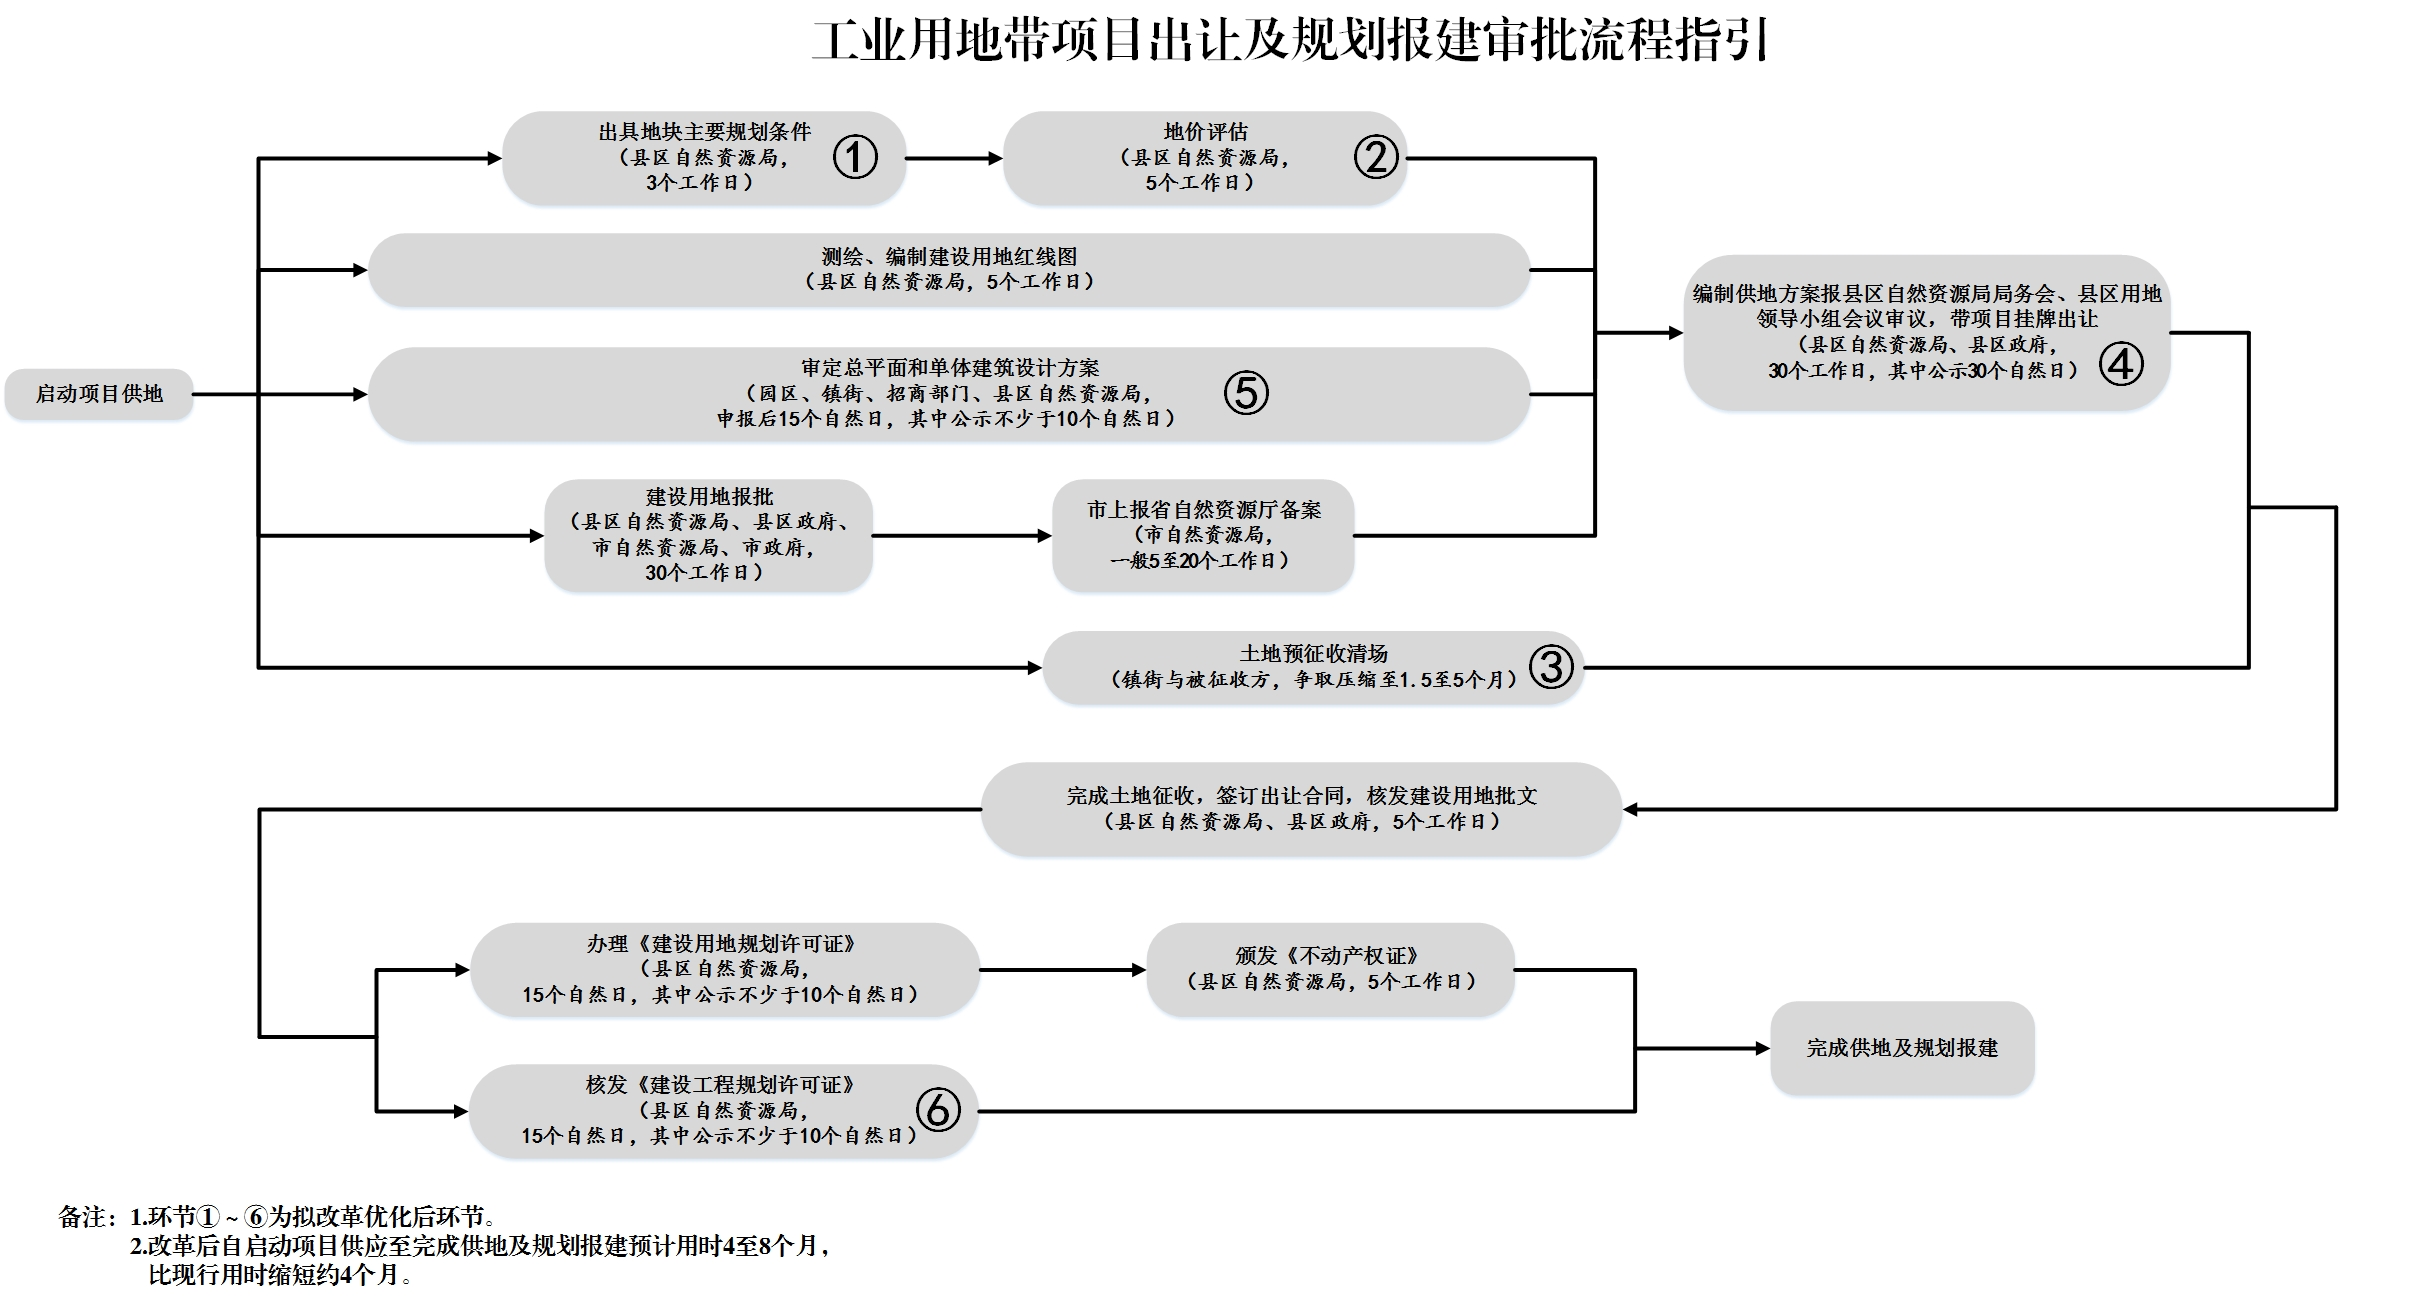 工业用地带项目出让及规划报建审批流程指引
出具地块主要规划条件
（县区自然资源局，
3个工作日）
①
地价评估
（县区自然资源局，
5个工作日）
②
测绘、编制建设用地红线图
（县区自然资源局，5个工作日）
编制供地方案报县区自然资源局局务会、县区用地
领导小组会议审议，带项目挂牌出让
（县区自然资源局、县区政府，
30个工作日，其中公示30个自然日）
④
启动项目供地
审定总平面和单体建筑设计方案
（园区、镇街、招商部门、县区自然资源局，
申报后15个自然日，其中公示不少于10个自然日）
⑤
建设用地报批
（县区自然资源局、县区政府、
市自然资源局、市政府，
30个工作日）
市上报省自然资源厅备案
（市自然资源局，
一般5至20个工作日）
土地预征收清场
（镇街与被征收方，争取压缩至1.5至5个月）
③
完成土地征收，签订出让合同，核发建设用地批文
（县区自然资源局、县区政府，5个工作日）
办理《建设用地规划许可证》
（县区自然资源局，
15个自然日，其中公示不少于10个自然日）
颁发《不动产权证》
（县区自然资源局，5个工作日）
完成供地及规划报建
核发《建设工程规划许可证》
（县区自然资源局，
15个自然日，其中公示不少于10个自然日）
⑥
备注：1.环节①～⑥为拟改革优化后环节。
2.改革后自启动项目供应至完成供地及规划报建预计用时4至8个月，
比现行用时缩短约4个月。